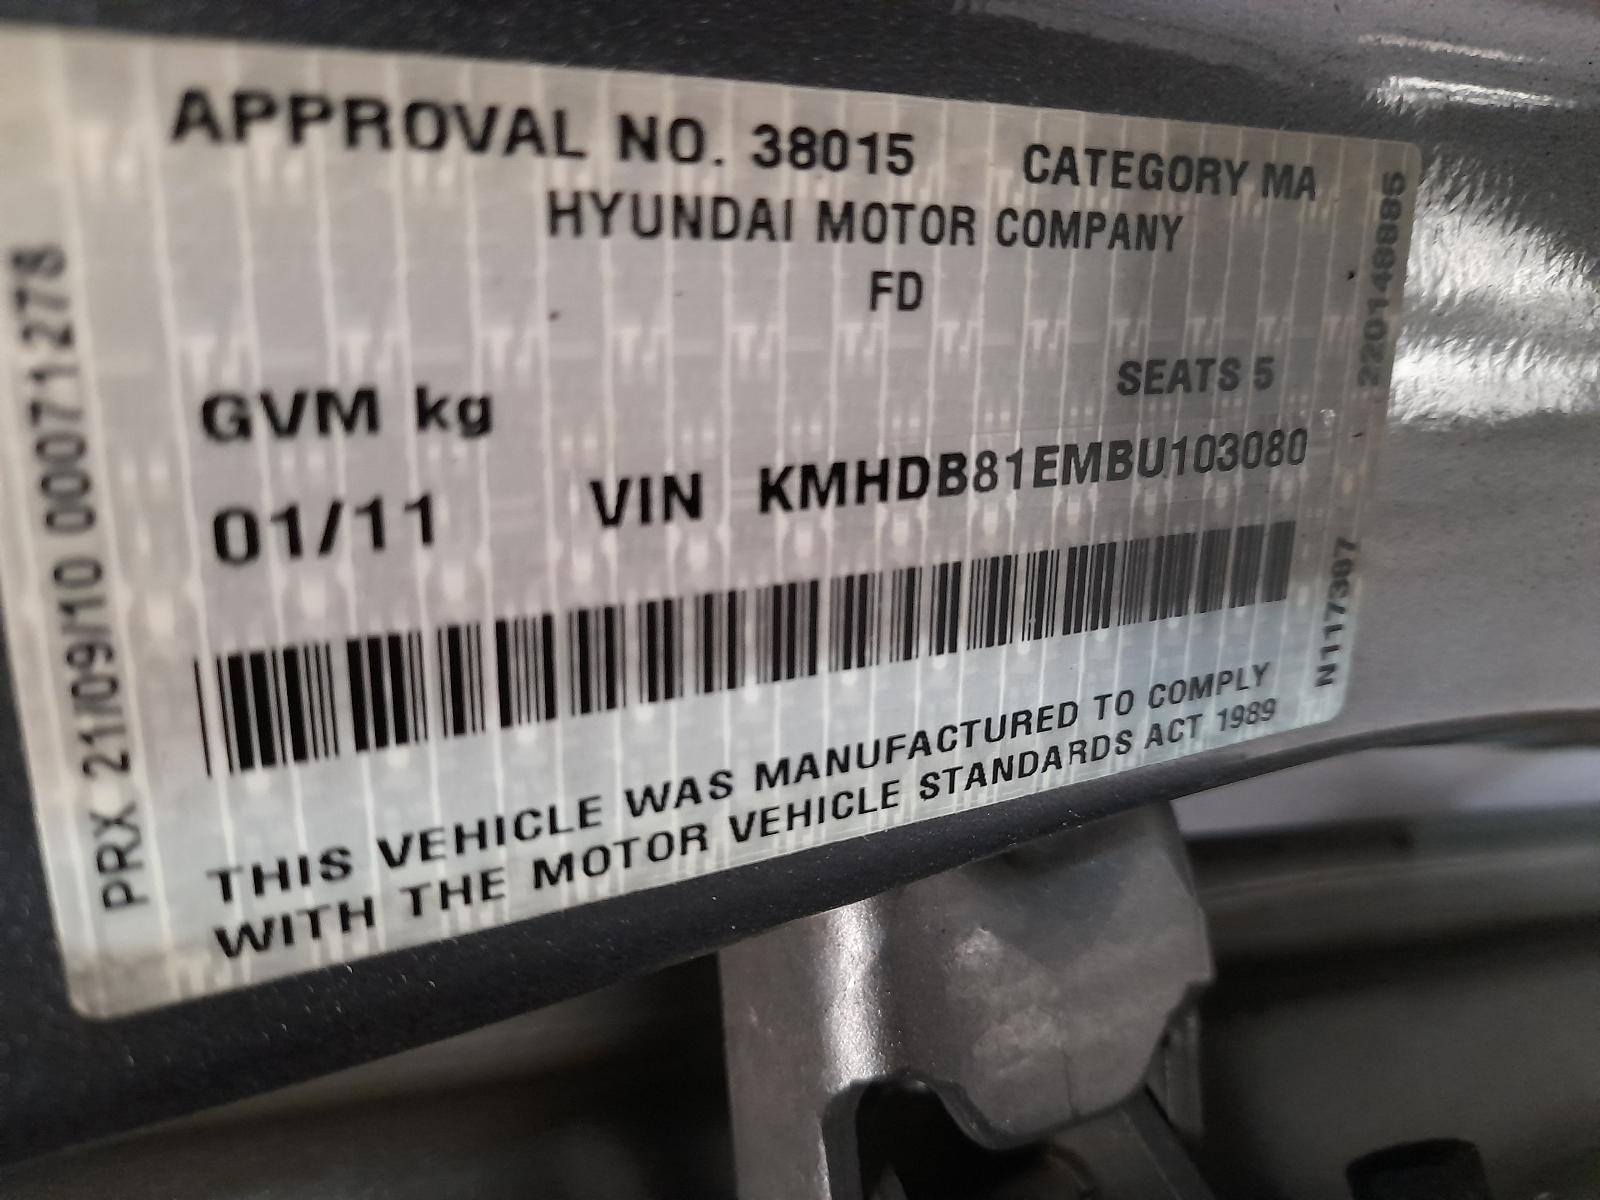 APPROVAL NO. 38015 CATEGORY MA
HYUNDAI MOTOR COMPANY
FD
GVM kg SEATS 5
01/11 VIN KMHDB81EMBU103080
THIS VEHICLE WAS MANUFACTURED TO COMPLY
WITH THE MOTOR VEHICLE STANDARDS ACT 1989
PRX 21/09/10 000071278
N117387 220148885